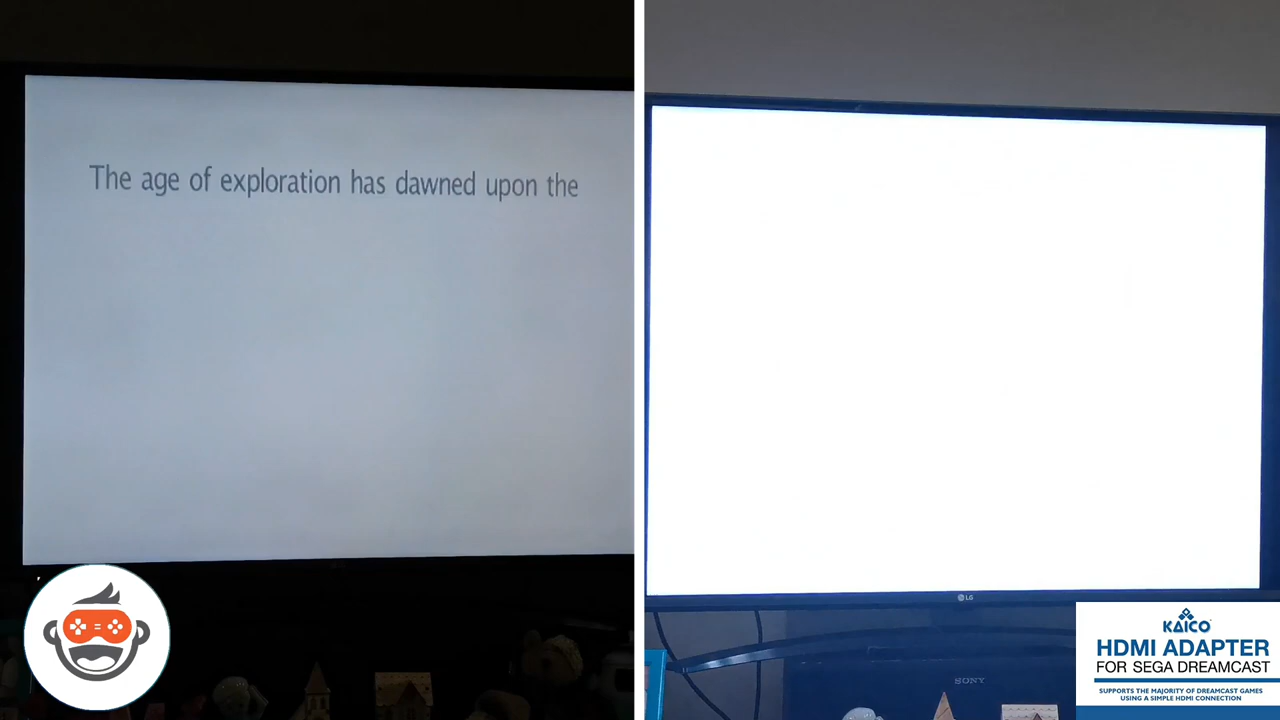 The age of exploration has dawned upon the
LG
SONY
KAICO
HDMI ADAPTER
FOR SEGA DREAMCAST
SUPPORTS THE MAJORITY OF DREAMCAST GAMES
USING A SIMPLE HDMI CONNECTION